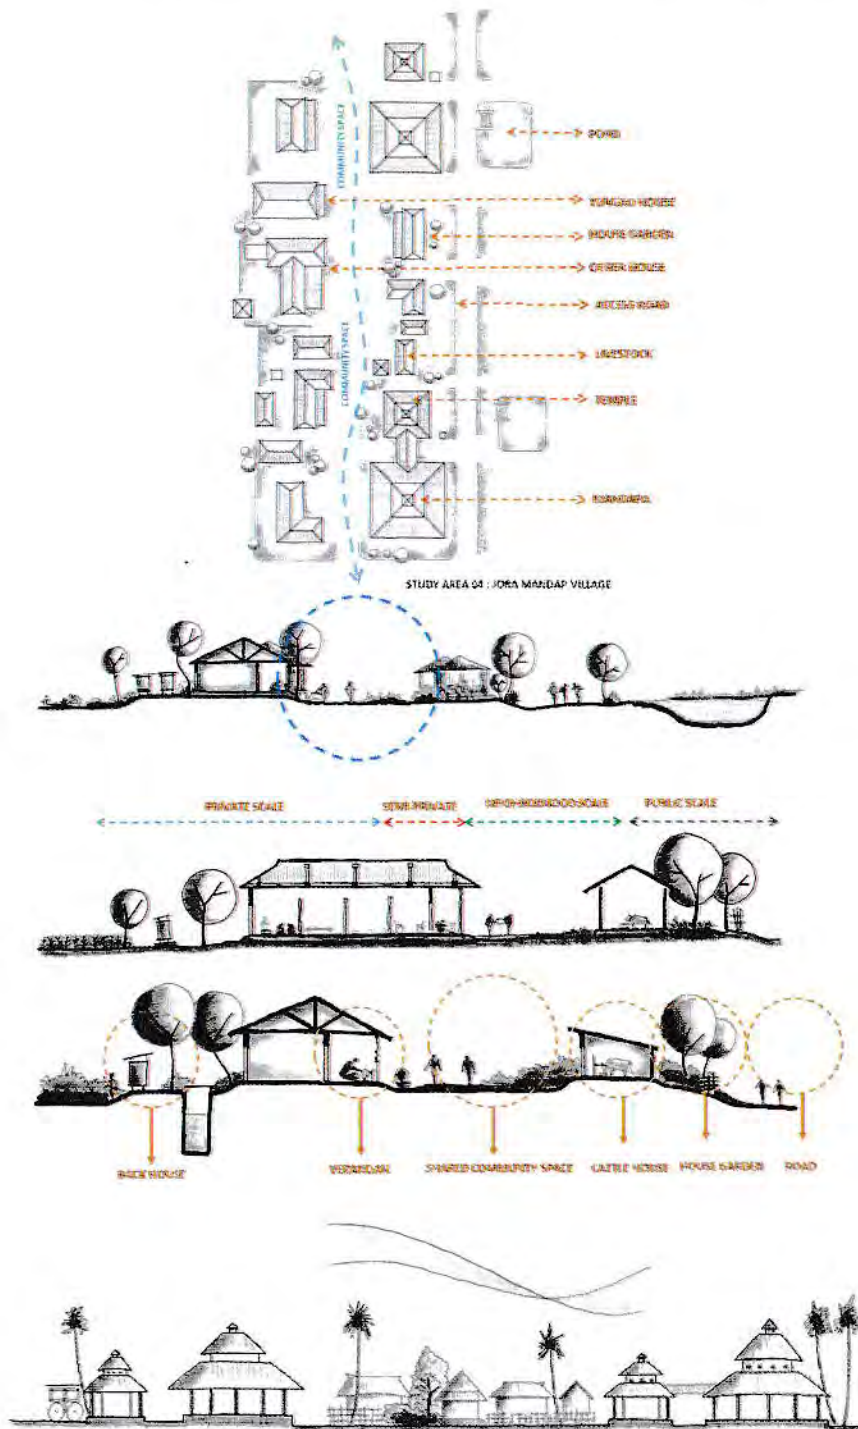 COMMUNITY SPACE
POND
HOUSE GARDEN
OTHER HOUSE
ACCESS ROAD
LIVESTOCK
COMMUNITY SPACE
TEMPLE
STUDY AREA 04 : JORA MANDAP VILLAGE
PRIVATE SCALE
SEMI-PRIVATE
NEIGHBORHOOD SCALE
PUBLIC SCALE
BACK HOUSE
VERANDAH
SHARED COMMUNITY SPACE
CATTLE HOUSE
HOUSE GARDEN
ROAD